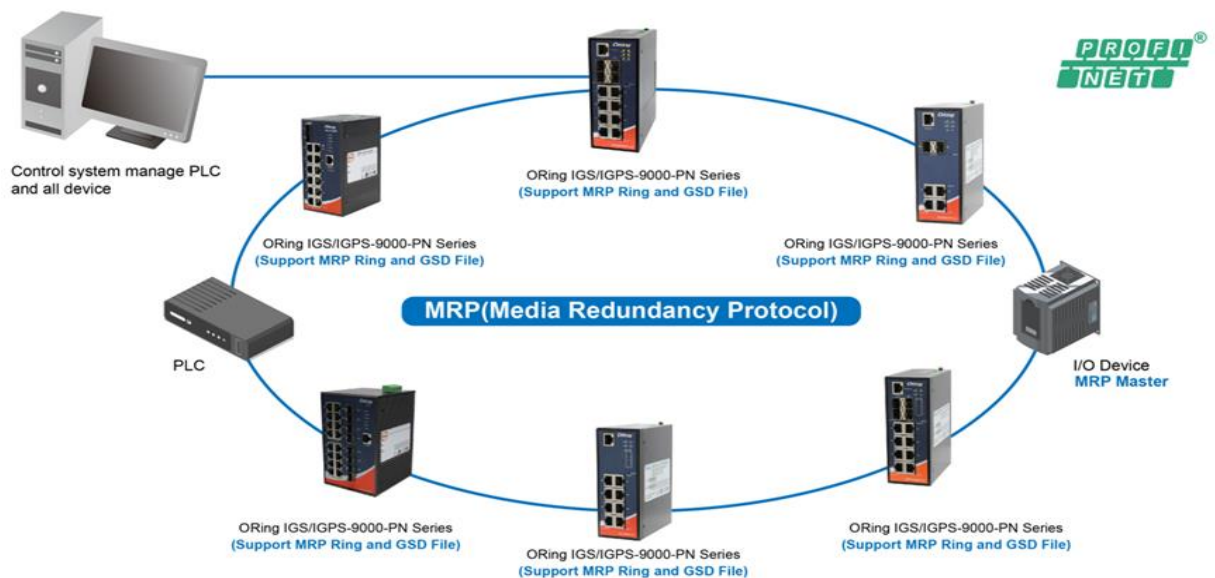 PROFI
NET®
Control system manage PLC
and all device
ORing IGS/IGPS-9000-PN Series
(Support MRP Ring and GSD File)
ORing IGS/IGPS-9000-PN Series
(Support MRP Ring and GSD File)
ORing IGS/IGPS-9000-PN Series
(Support MRP Ring and GSD File)
MRP(Media Redundancy Protocol)
PLC
I/O Device
MRP Master
ORing IGS/IGPS-9000-PN Series
(Support MRP Ring and GSD File)
ORing IGS/IGPS-9000-PN Series
(Support MRP Ring and GSD File)
ORing IGS/IGPS-9000-PN Series
(Support MRP Ring and GSD File)